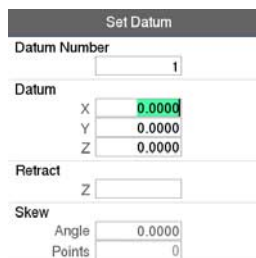 Set Datum
Datum Number
1
Datum
X 0.0000
Y 0.0000
Z 0.0000
Retract
Z
Skew
Angle 0.0000
Points 0